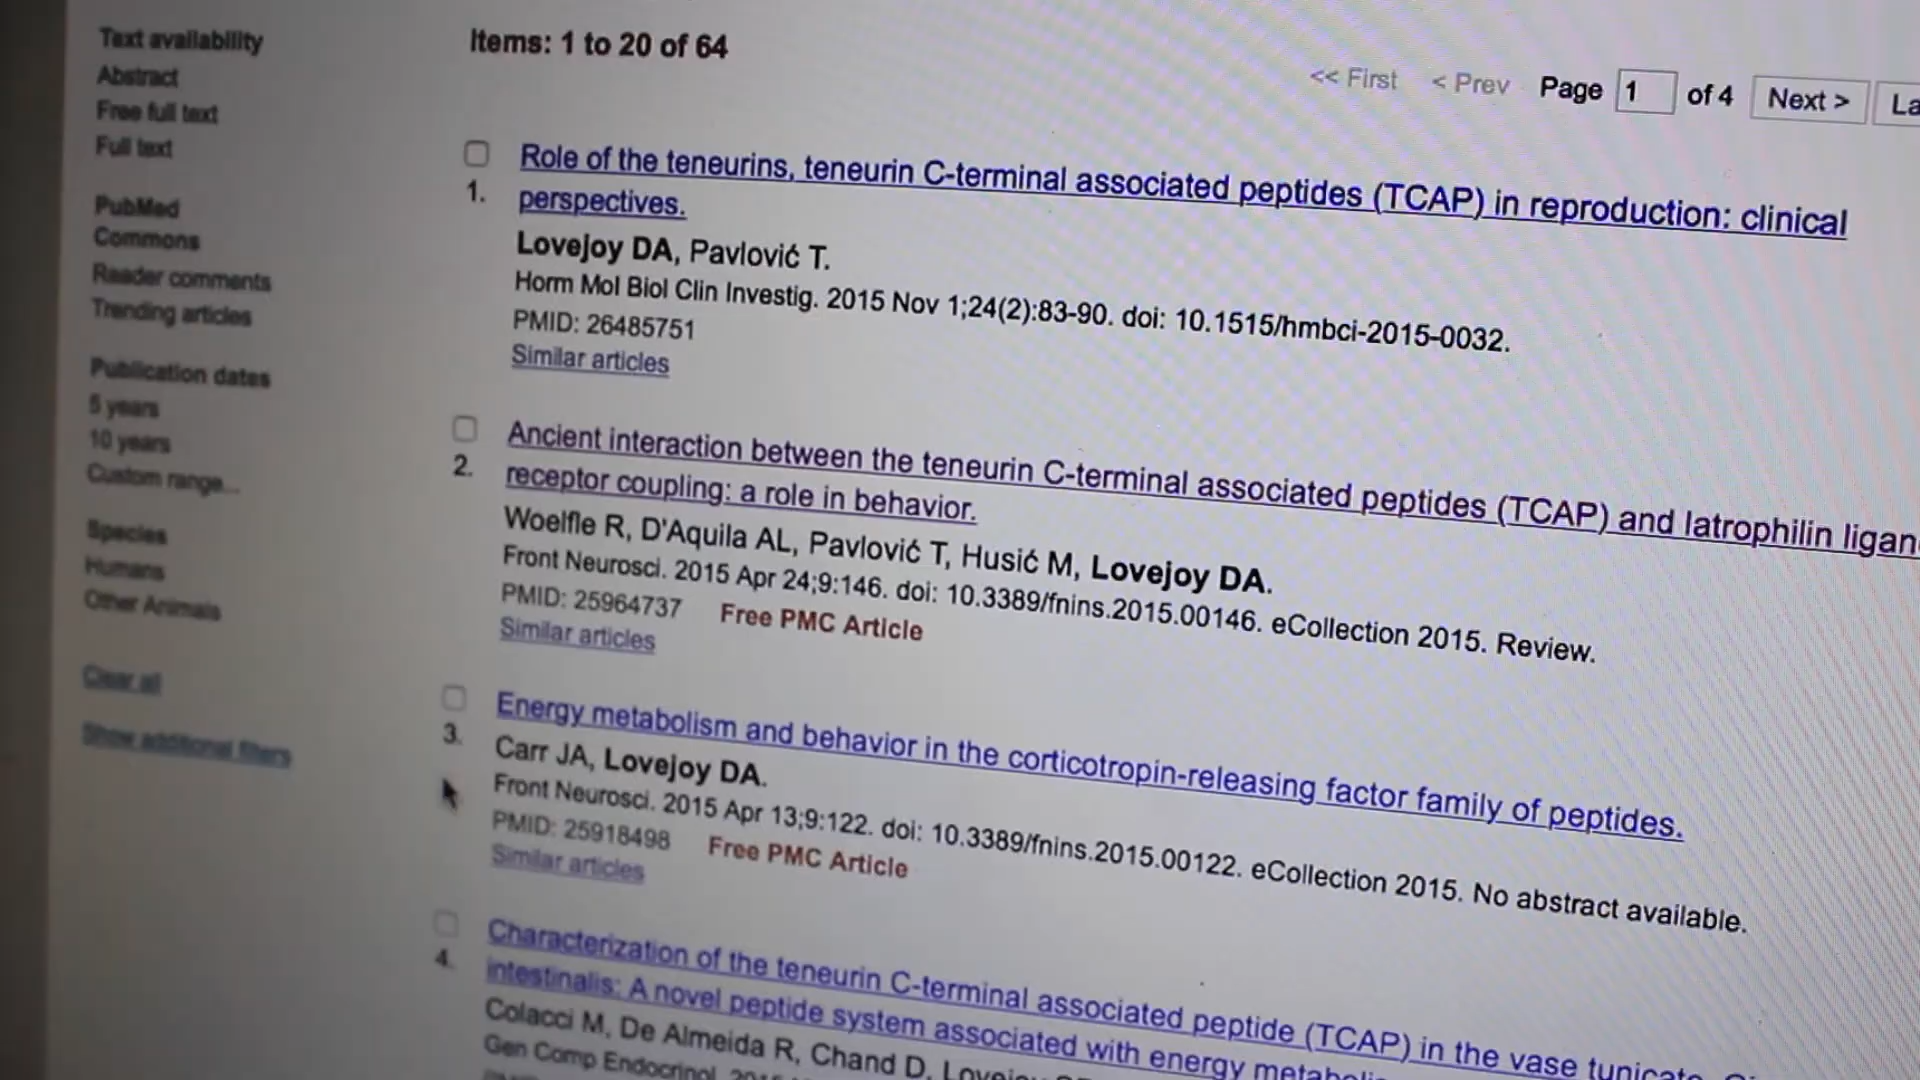 Text availability
Abstract
Free full text
Full text
PubMed
Commons
Reader comments
Trending articles
Publication dates
5 years
10 years
Custom range...
Species
Humans
Other Animals
Clear all
Show additional filters
Items: 1 to 20 of 64
<< First < Prev Page 1 of 4 Next >
1. Role of the teneurins, teneurin C-terminal associated peptides (TCAP) in reproduction: clinical
perspectives.
Lovejoy DA, Pavlović T.
Horm Mol Biol Clin Investig. 2015 Nov 1;24(2):83-90. doi: 10.1515/hmbci-2015-0032.
PMID: 26485751
Similar articles
2. Ancient interaction between the teneurin C-terminal associated peptides (TCAP) and latrophilin
receptor coupling: a role in behavior.
Woelfle R, D'Aquila AL, Pavlović T, Husić M, Lovejoy DA.
Front Neurosci. 2015 Apr 24;9:146. doi: 10.3389/fnins.2015.00146. eCollection 2015. Review.
PMID: 25964737 Free PMC Article
Similar articles
3. Energy metabolism and behavior in the corticotropin-releasing factor family of peptides.
Carr JA, Lovejoy DA.
Front Neurosci. 2015 Apr 13;9:122. doi: 10.3389/fnins.2015.00122. eCollection 2015. No abstract available.
PMID: 25918498 Free PMC Article
Similar articles
4. Characterization of the teneurin C-terminal associated peptide (TCAP) in the vase tunicate,
intestinalis: A novel peptide system associated with energy
Colacci M, De Almeida R, Chand D,
Gen Comp Endocrinol.